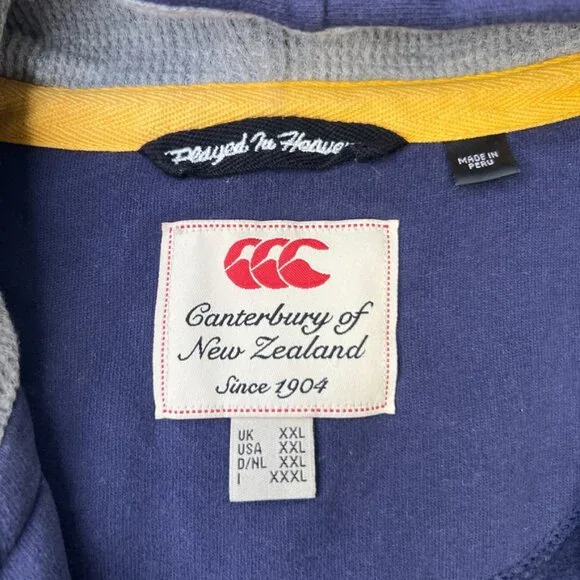 Played In Heaven
MADE IN
PERU
Canterbury of
New Zealand
Since 1904
UK XXL
USA XXL
D/NL XXL
I XXXL